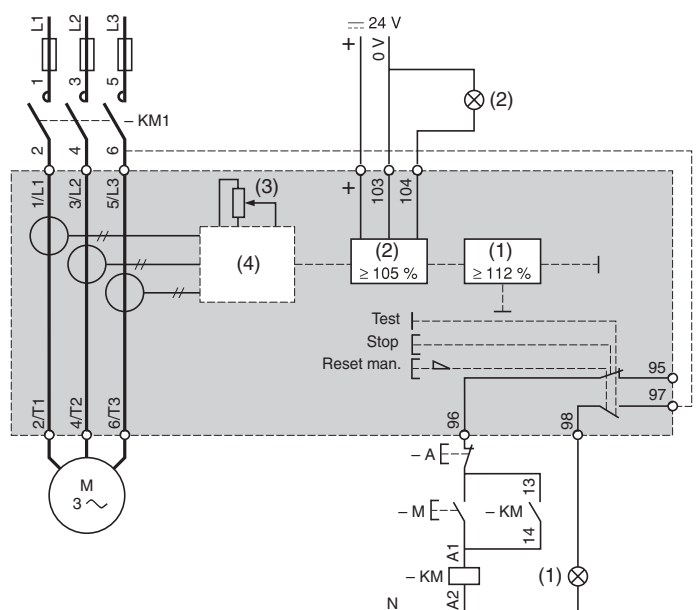 L1 L2 L3
24 V
+ 0 V
(2)
1 3 5
– KM1
2 4 6
1/L1 3/L2 5/L3
(3)
+ 103 104
(4)
(2)
≥ 105 %
(1)
≥ 112 %
Test
Stop
Reset man.
95
97
2/T1 4/T2 6/T3
96 98
M
3
– A
– M
– KM
13
14
A1
– KM
A2
(1)
N